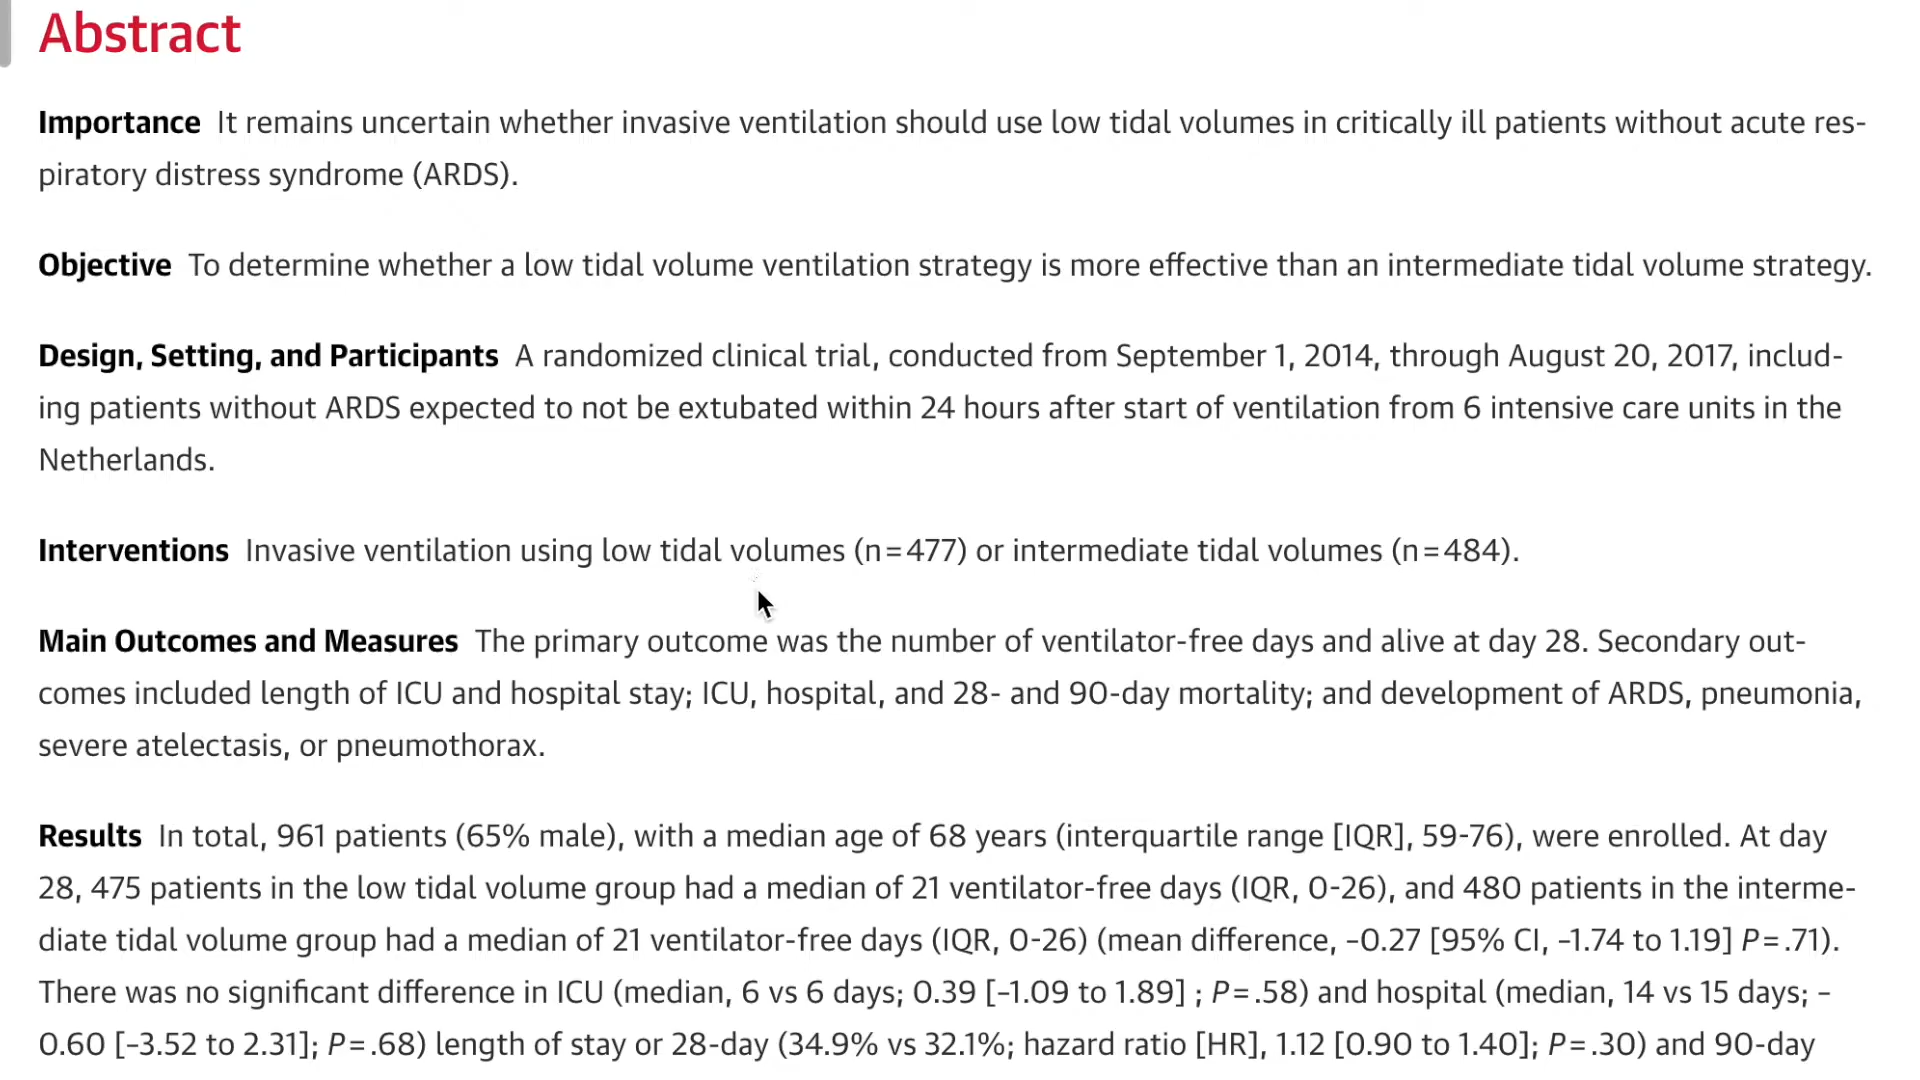 Abstract
Importance It remains uncertain whether invasive ventilation should use low tidal volumes in critically ill patients without acute res-
piratory distress syndrome (ARDS).
Objective To determine whether a low tidal volume ventilation strategy is more effective than an intermediate tidal volume strategy.
Design, Setting, and Participants A randomized clinical trial, conducted from September 1, 2014, through August 20, 2017, includ-
ing patients without ARDS expected to not be extubated within 24 hours after start of ventilation from 6 intensive care units in the
Netherlands.
Interventions Invasive ventilation using low tidal volumes (n = 477) or intermediate tidal volumes (n = 484).
Main Outcomes and Measures The primary outcome was the number of ventilator-free days and alive at day 28. Secondary out-
comes included length of ICU and hospital stay; ICU, hospital, and 28- and 90-day mortality; and development of ARDS, pneumonia,
severe atelectasis, or pneumothorax.
Results In total, 961 patients (65% male), with a median age of 68 years (interquartile range [IQR], 59-76), were enrolled. At day
28, 475 patients in the low tidal volume group had a median of 21 ventilator-free days (IQR, 0-26), and 480 patients in the interme-
diate tidal volume group had a median of 21 ventilator-free days (IQR, 0-26) (mean difference, –0.27 [95% CI, –1.74 to 1.19] P = .71).
There was no significant difference in ICU (median, 6 vs 6 days; 0.39 [–1.09 to 1.89] ; P = .58) and hospital (median, 14 vs 15 days; –
0.60 [–3.52 to 2.31]; P = .68) length of stay or 28-day (34.9% vs 32.1%; hazard ratio [HR], 1.12 [0.90 to 1.40]; P = .30) and 90-day